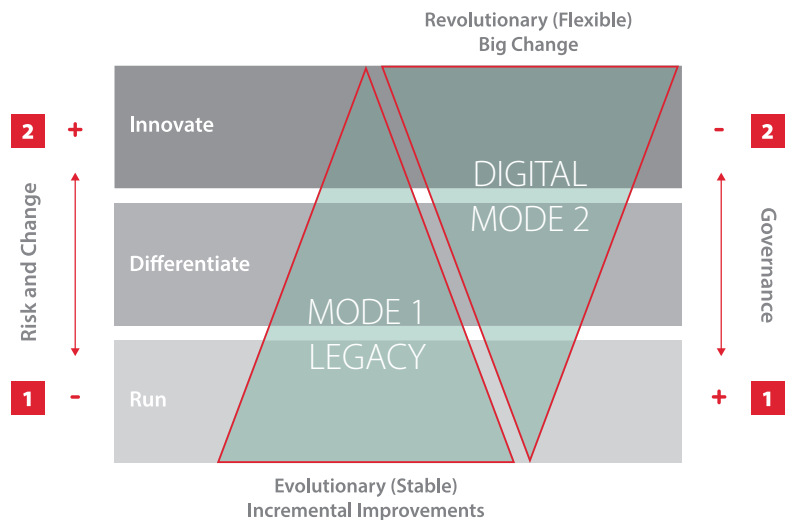 Revolutionary (Flexible)
Big Change
2 +
Innovate
- 2
DIGITAL
MODE 2
Risk and Change
Differentiate
Governance
MODE 1
LEGACY
1 -
Run
+ 1
Evolutionary (Stable)
Incremental Improvements